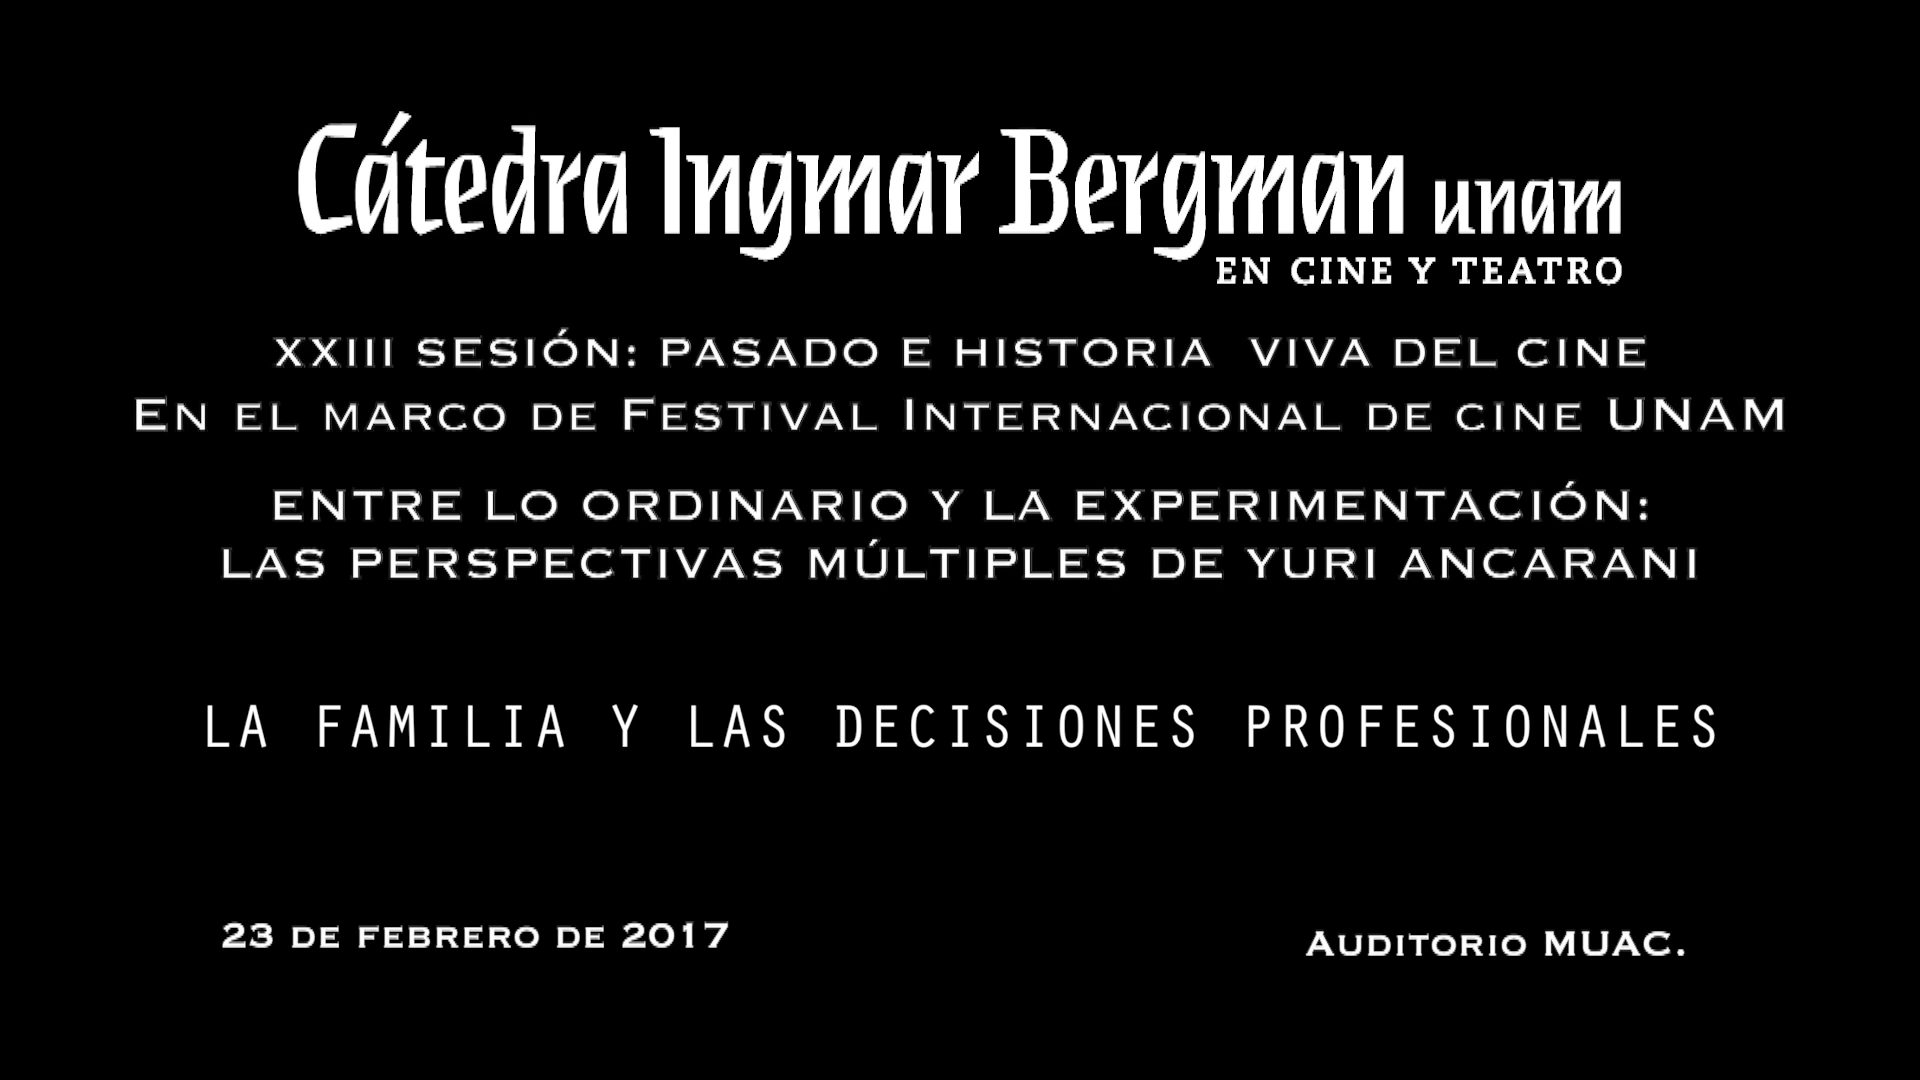 Cátedra Ingmar Bergman unam
EN CINE Y TEATRO
XXIII SESIÓN: PASADO E HISTORIA VIVA DEL CINE
EN EL MARCO DE FESTIVAL INTERNACIONAL DE CINE UNAM
ENTRE LO ORDINARIO Y LA EXPERIMENTACIÓN:
LAS PERSPECTIVAS MÚLTIPLES DE YURI ANCARANI
LA FAMILIA Y LAS DECISIONES PROFESIONALES
23 DE FEBRERO DE 2017
AUDITORIO MUAC.